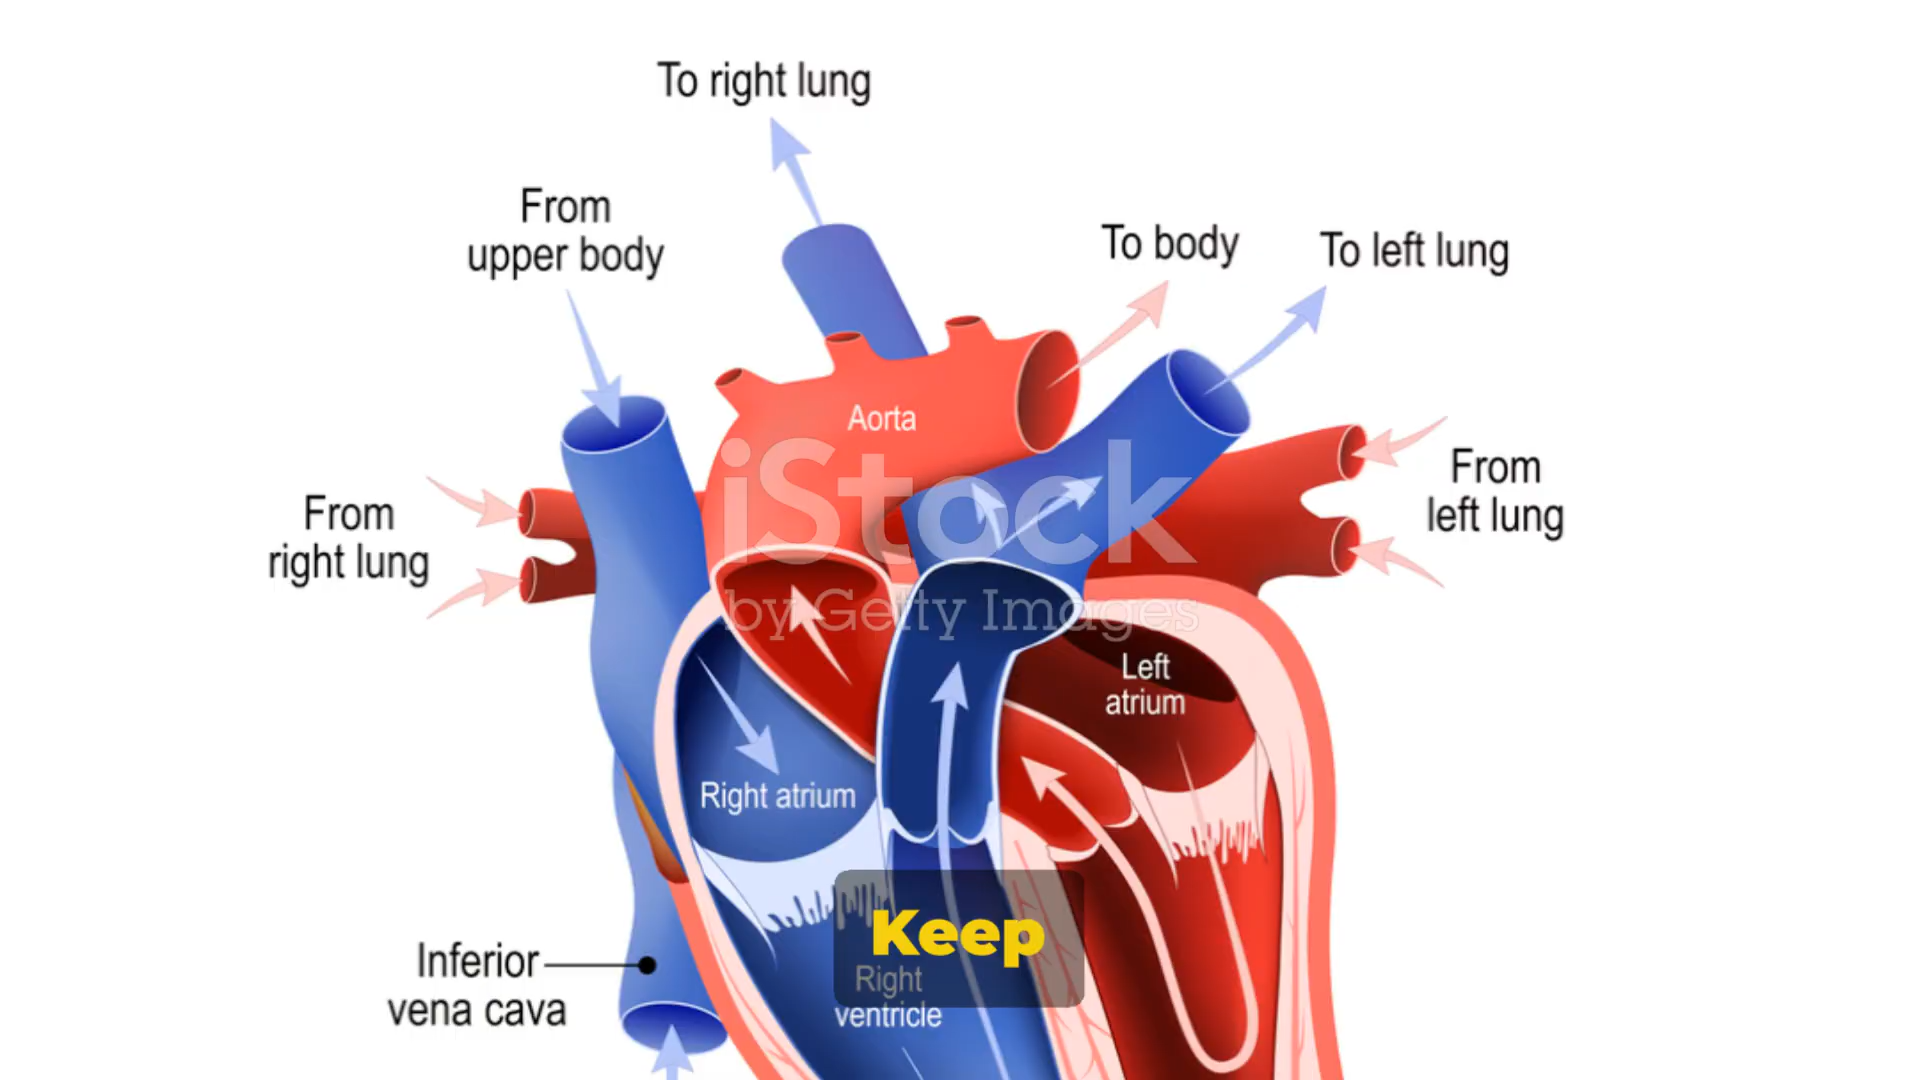 To right lung
From
upper body
To body
To left lung
Aorta
From
left lung
From
right lung
iStock
by Getty Images
Left
atrium
Right atrium
Keep
Inferior
vena cava
Right
ventricle